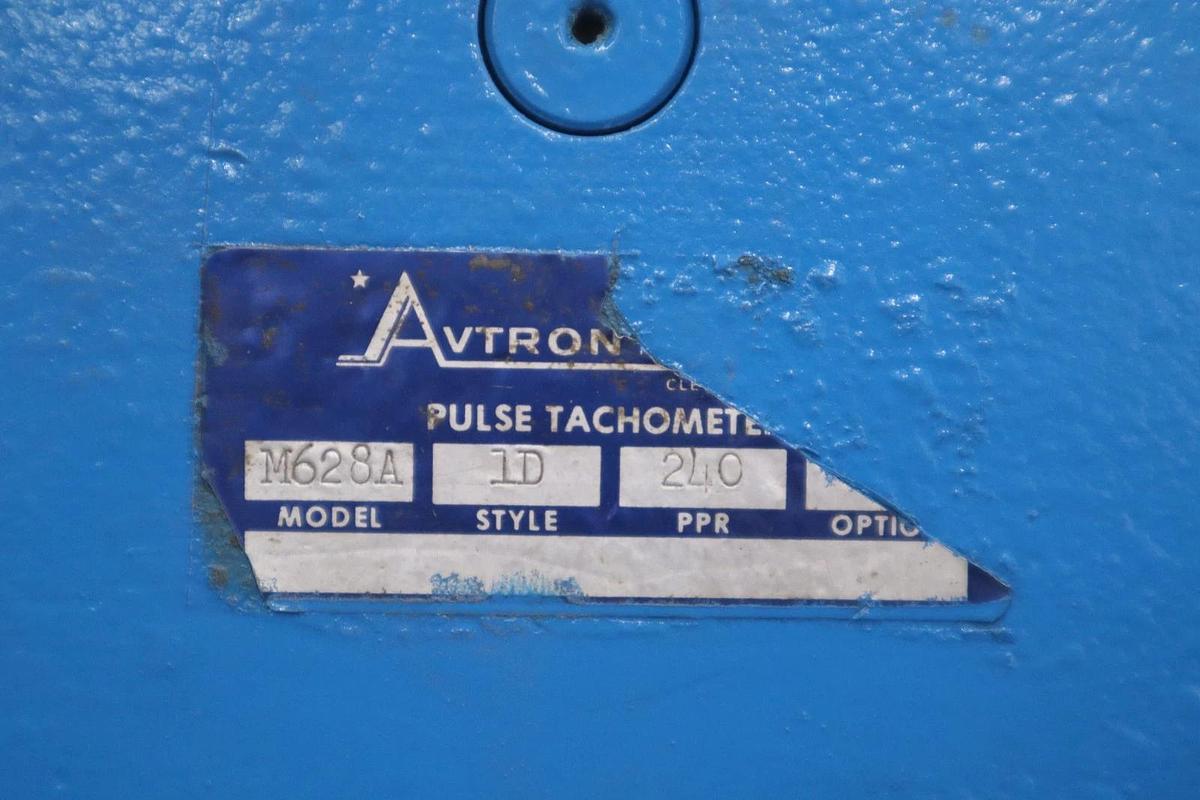 AVTRON
CLE
PULSE TACHOMETE
M628A 1D 240
MODEL STYLE PPR OPTIO